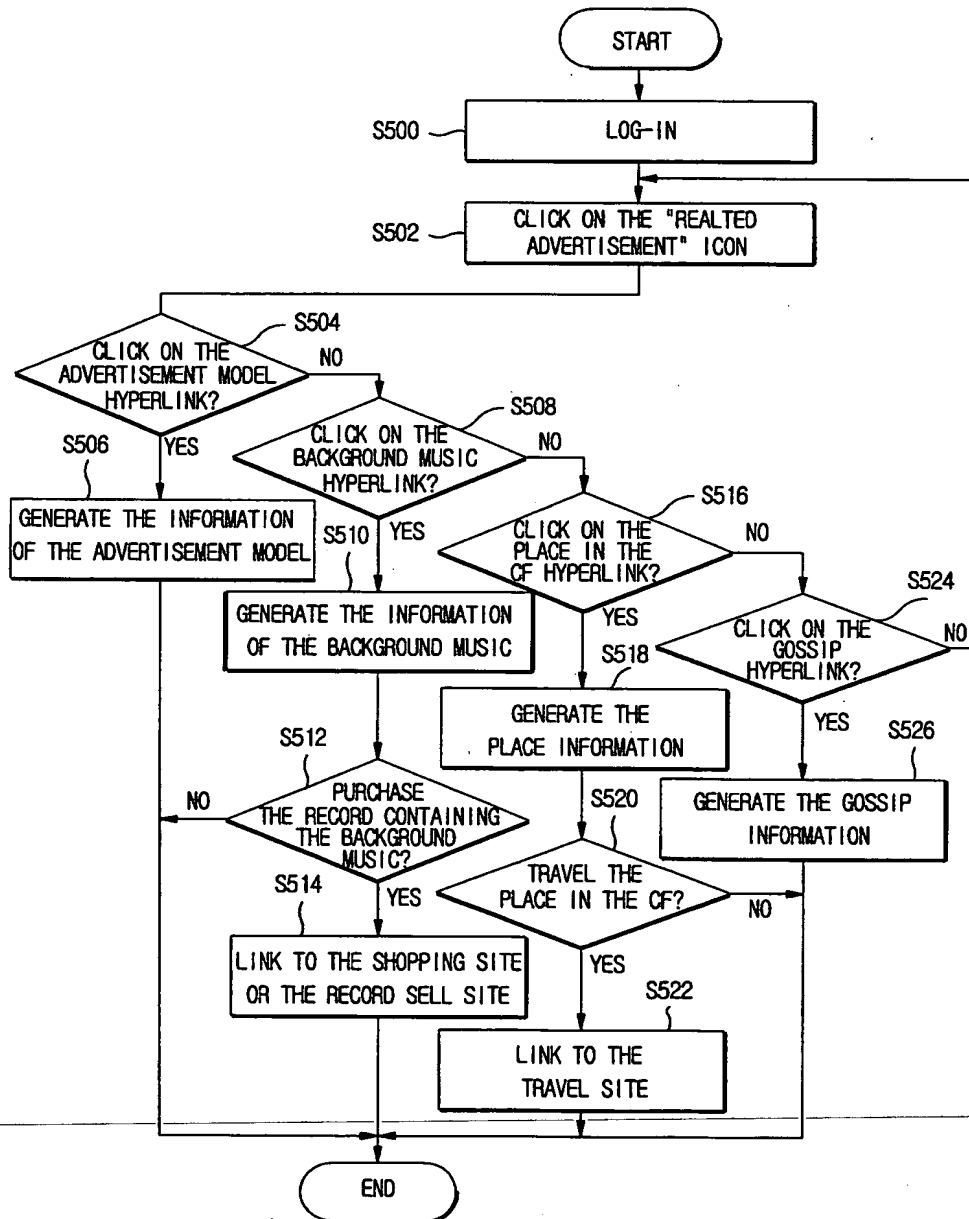 START
S500
LOG-IN
S502
CLICK ON THE "REALTED
ADVERTISEMENT" ICON
S504
CLICK ON THE
ADVERTISEMENT MODEL
HYPERLINK?
NO
YES
S506
GENERATE THE INFORMATION
OF THE ADVERTISEMENT MODEL
S508
CLICK ON THE
BACKGROUND MUSIC
HYPERLINK?
NO
YES
S510
GENERATE THE INFORMATION
OF THE BACKGROUND MUSIC
S512
PURCHASE
THE RECORD CONTAINING
THE BACKGROUND
MUSIC?
NO
YES
S514
LINK TO THE SHOPPING SITE
OR THE RECORD SELL SITE
S516
CLICK ON THE
PLACE IN THE
CF HYPERLINK?
NO
YES
S518
GENERATE THE
PLACE INFORMATION
S520
TRAVEL THE
PLACE IN THE CF?
NO
YES
S522
LINK TO THE
TRAVEL SITE
S524
CLICK ON THE
GOSSIP
HYPERLINK?
NO
YES
S526
GENERATE THE GOSSIP
INFORMATION
END